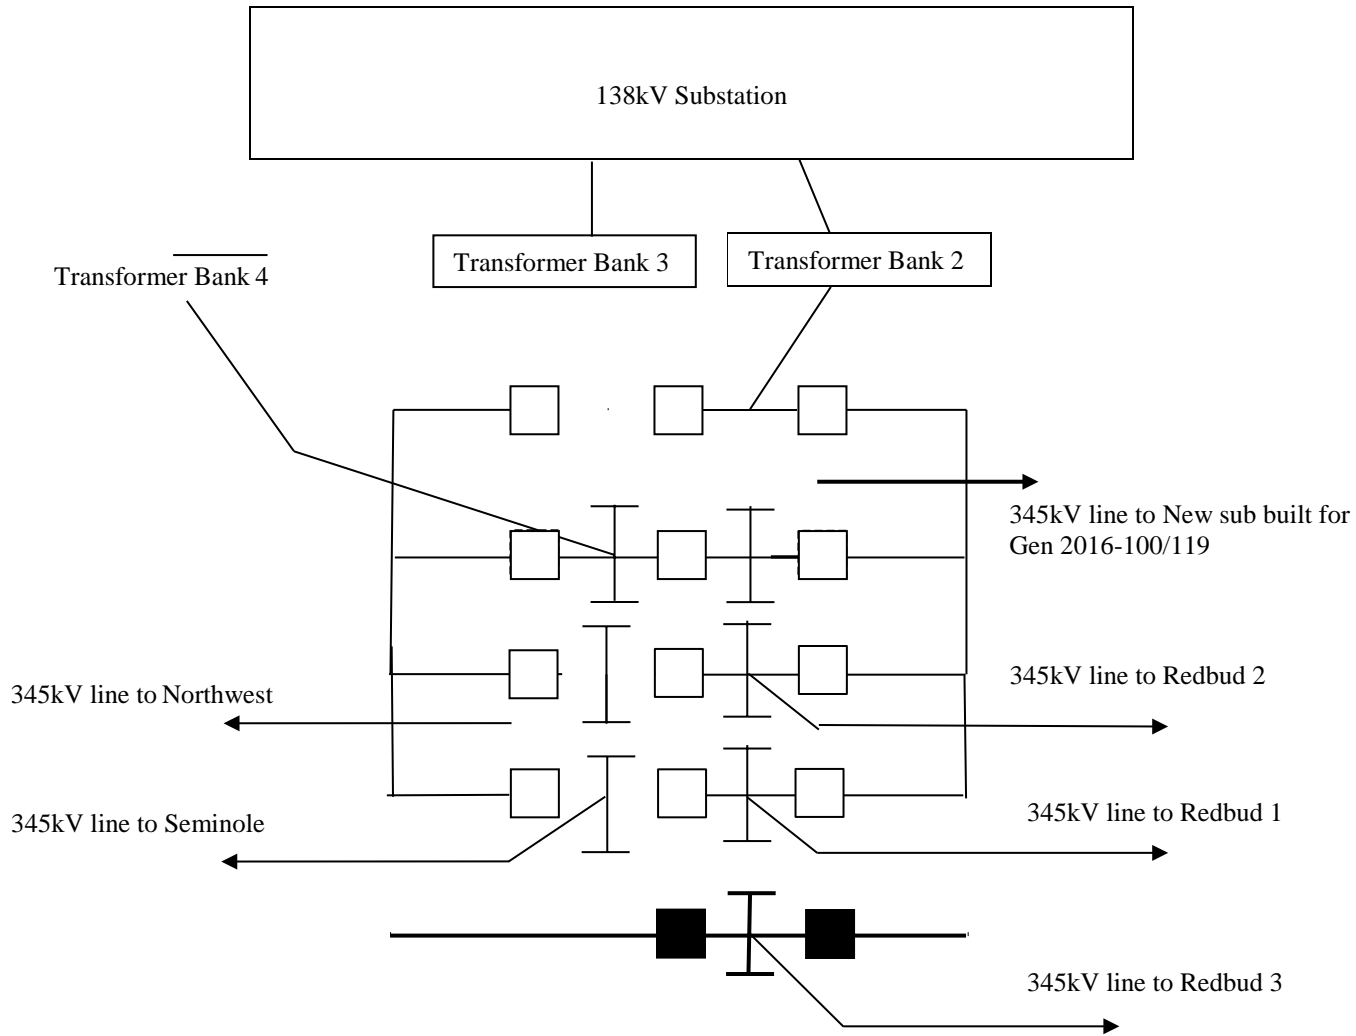 138kV Substation
Transformer Bank 3
Transformer Bank 2
Transformer Bank 4
345kV line to New sub built for
Gen 2016-100/119
345kV line to Northwest
345kV line to Redbud 2
345kV line to Seminole
345kV line to Redbud 1
345kV line to Redbud 3